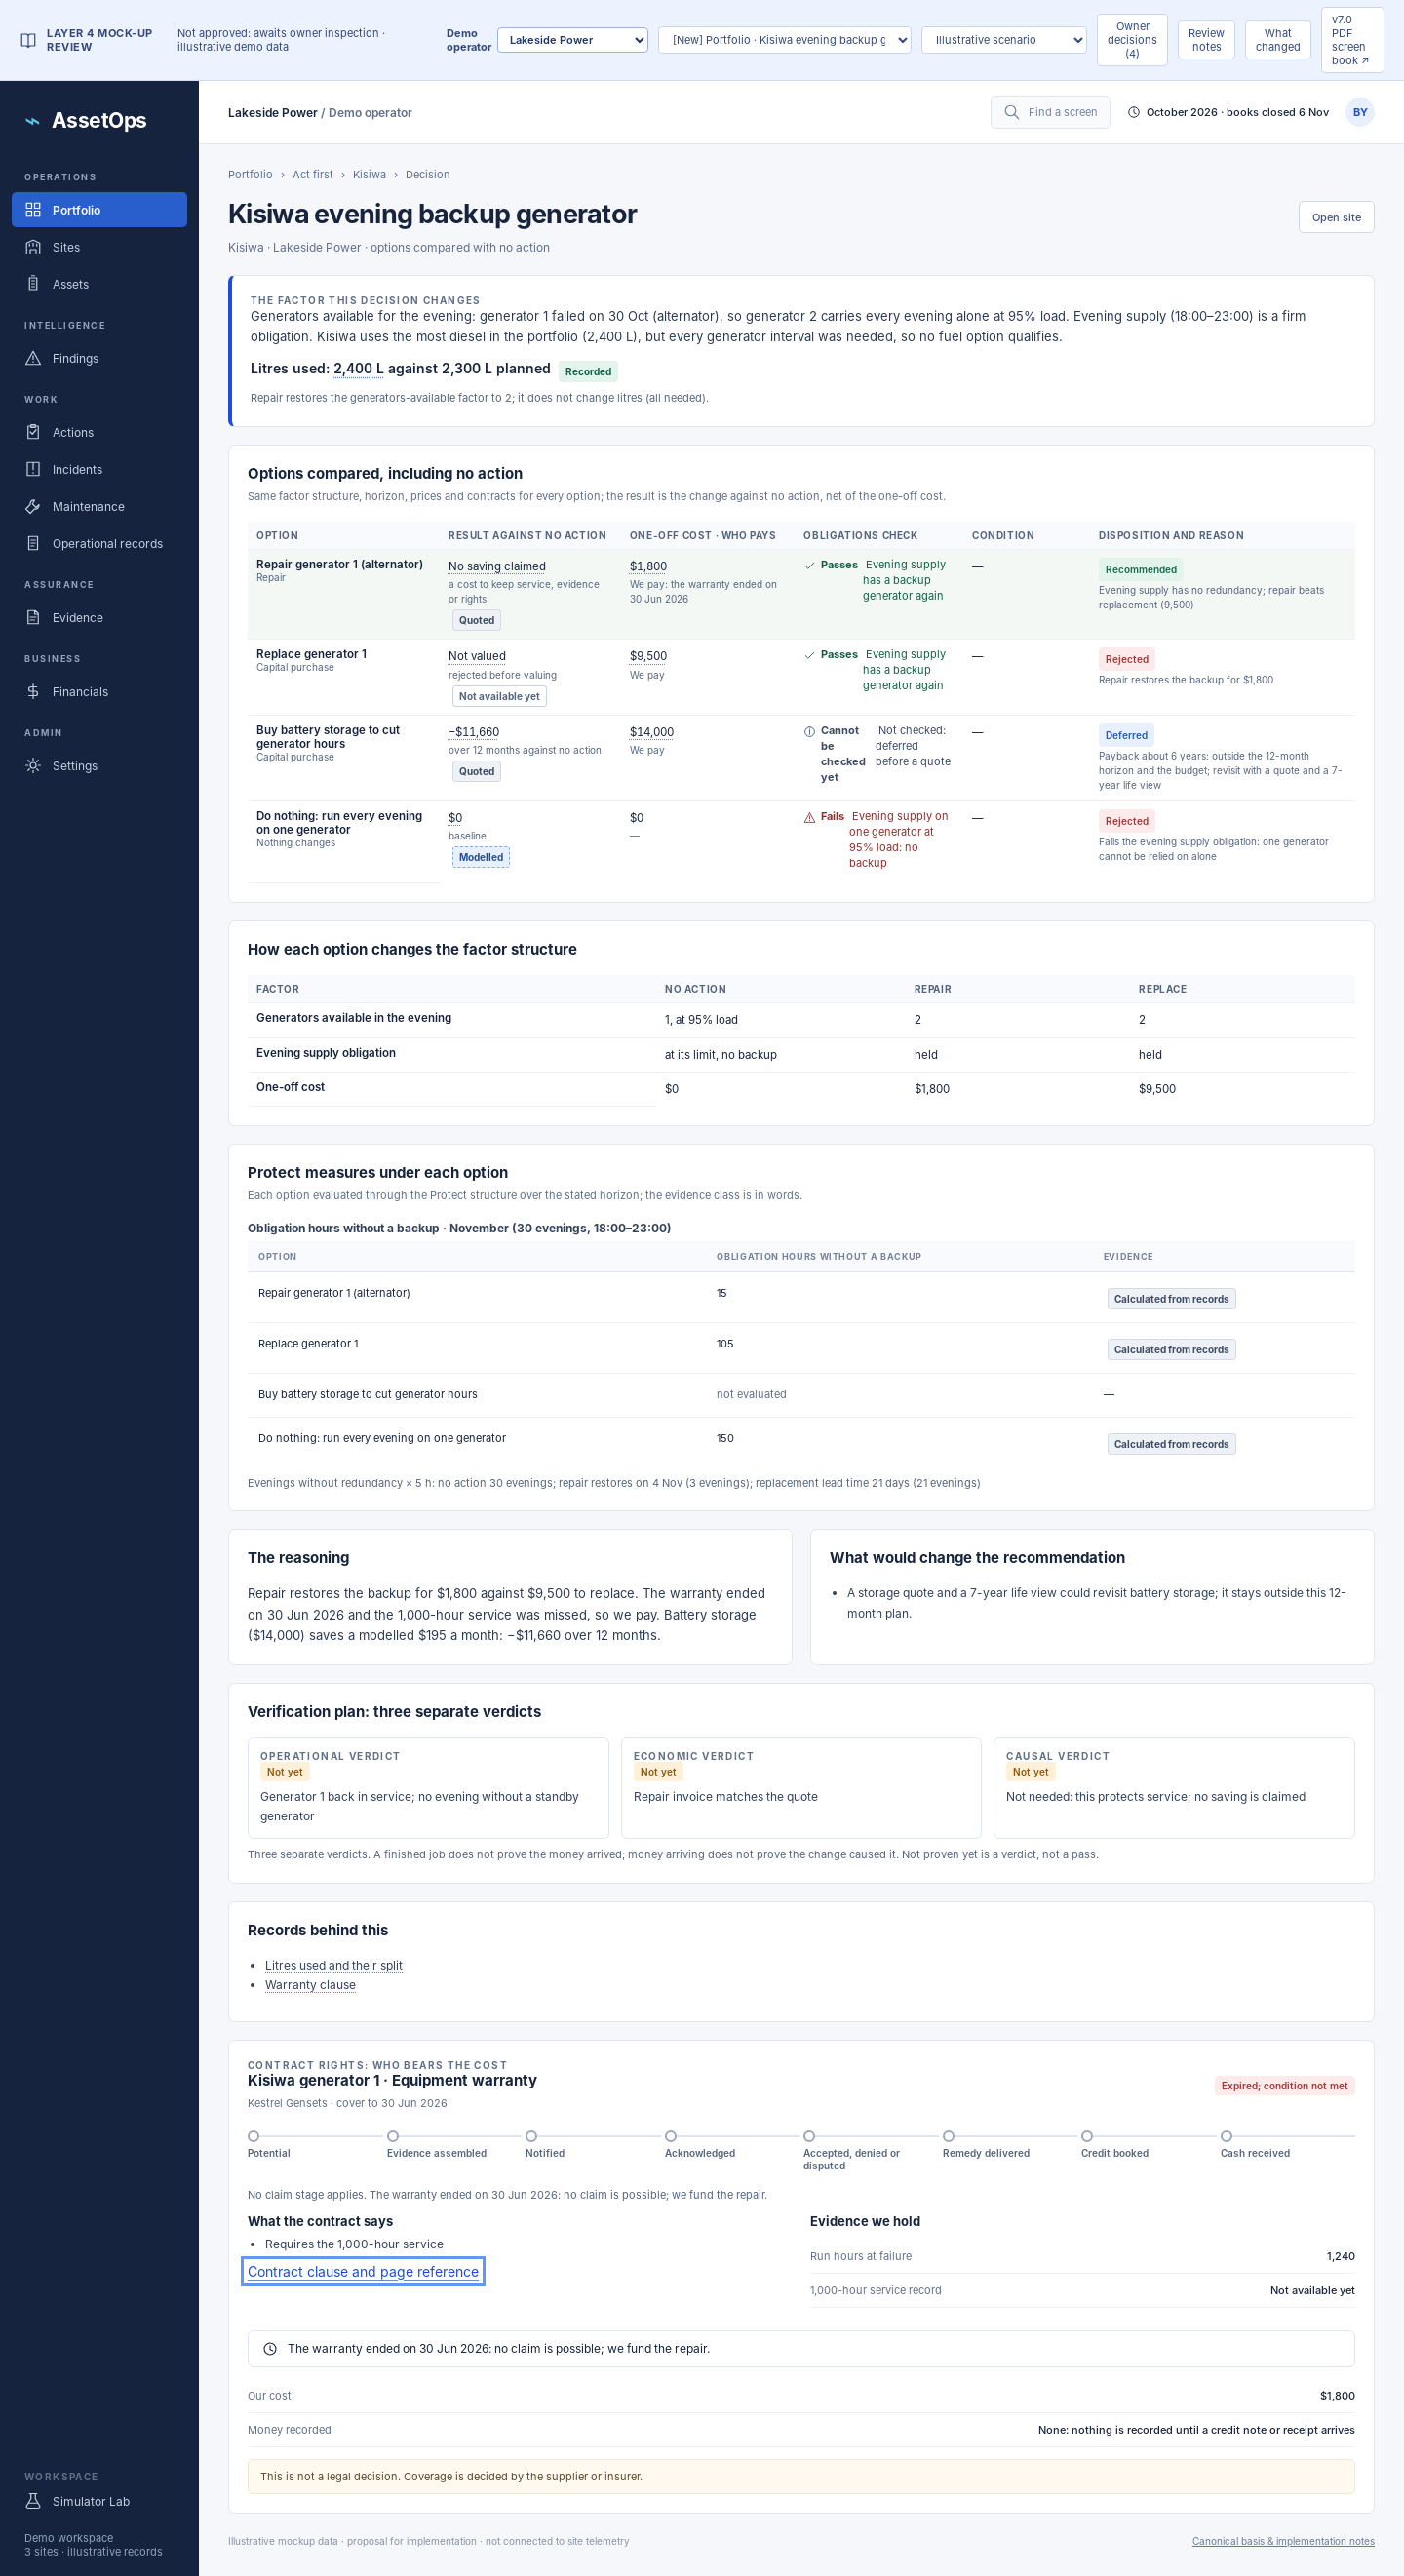 LAYER 4 MOCK-UP
REVIEW
Not approved: awaits owner inspection ·
illustrative demo data
Demo
operator
Lakeside Power
[New] Portfolio · Kisiwa evening backup g
Illustrative scenario
Owner
decisions
(4)
Review
notes
What
changed
v7.0
PDF
screen
book ↗
AssetOps
OPERATIONS
Portfolio
Sites
Assets
INTELLIGENCE
Findings
WORK
Actions
Incidents
Maintenance
Operational records
ASSURANCE
Evidence
BUSINESS
Financials
ADMIN
Settings
WORKSPACE
Simulator Lab
Demo workspace
3 sites · illustrative records
Lakeside Power / Demo operator
Find a screen
October 2026 · books closed 6 Nov
BY
Portfolio › Act first › Kisiwa › Decision
Kisiwa evening backup generator
Open site
Kisiwa · Lakeside Power · options compared with no action
THE FACTOR THIS DECISION CHANGES
Generators available for the evening: generator 1 failed on 30 Oct (alternator), so generator 2 carries every evening alone at 95% load. Evening supply (18:00–23:00) is a firm
obligation. Kisiwa uses the most diesel in the portfolio (2,400 L), but every generator interval was needed, so no fuel option qualifies.
Litres used: 2,400 L against 2,300 L planned Recorded
Repair restores the generators-available factor to 2; it does not change litres (all needed).
Options compared, including no action
Same factor structure, horizon, prices and contracts for every option; the result is the change against no action, net of the one-off cost.
OPTION RESULT AGAINST NO ACTION ONE-OFF COST · WHO PAYS OBLIGATIONS CHECK CONDITION DISPOSITION AND REASON
Repair generator 1 (alternator)
Repair
No saving claimed
a cost to keep service, evidence
or rights
Quoted
$1,800
We pay: the warranty ended on
30 Jun 2026
Passes Evening supply
has a backup
generator again
—
Recommended
Evening supply has no redundancy; repair beats
replacement (9,500)
Replace generator 1
Capital purchase
Not valued
rejected before valuing
Not available yet
$9,500
We pay
Passes Evening supply
has a backup
generator again
—
Rejected
Repair restores the backup for $1,800
Buy battery storage to cut
generator hours
Capital purchase
−$11,660
over 12 months against no action
Quoted
$14,000
We pay
Cannot
be
checked
yet
Not checked:
deferred
before a quote
—
Deferred
Payback about 6 years: outside the 12-month
horizon and the budget; revisit with a quote and a 7-
year life view
Do nothing: run every evening
on one generator
Nothing changes
$0
baseline
Modelled
$0
—
Fails Evening supply on
one generator at
95% load: no
backup
—
Rejected
Fails the evening supply obligation: one generator
cannot be relied on alone
How each option changes the factor structure
FACTOR NO ACTION REPAIR REPLACE
Generators available in the evening 1, at 95% load 2 2
Evening supply obligation at its limit, no backup held held
One-off cost $0 $1,800 $9,500
Protect measures under each option
Each option evaluated through the Protect structure over the stated horizon; the evidence class is in words.
Obligation hours without a backup · November (30 evenings, 18:00–23:00)
OPTION OBLIGATION HOURS WITHOUT A BACKUP EVIDENCE
Repair generator 1 (alternator) 15 Calculated from records
Replace generator 1 105 Calculated from records
Buy battery storage to cut generator hours not evaluated —
Do nothing: run every evening on one generator 150 Calculated from records
Evenings without redundancy × 5 h: no action 30 evenings; repair restores on 4 Nov (3 evenings); replacement lead time 21 days (21 evenings)
The reasoning
Repair restores the backup for $1,800 against $9,500 to replace. The warranty ended
on 30 Jun 2026 and the 1,000-hour service was missed, so we pay. Battery storage
($14,000) saves a modelled $195 a month: −$11,660 over 12 months.
What would change the recommendation
• A storage quote and a 7-year life view could revisit battery storage; it stays outside this 12-
month plan.
Verification plan: three separate verdicts
OPERATIONAL VERDICT
Not yet
Generator 1 back in service; no evening without a standby
generator
ECONOMIC VERDICT
Not yet
Repair invoice matches the quote
CAUSAL VERDICT
Not yet
Not needed: this protects service; no saving is claimed
Three separate verdicts. A finished job does not prove the money arrived; money arriving does not prove the change caused it. Not proven yet is a verdict, not a pass.
Records behind this
• Litres used and their split
• Warranty clause
CONTRACT RIGHTS: WHO BEARS THE COST
Kisiwa generator 1 · Equipment warranty
Expired; condition not met
Kestrel Gensets · cover to 30 Jun 2026
Potential
Evidence assembled
Notified
Acknowledged
Accepted, denied or
disputed
Remedy delivered
Credit booked
Cash received
No claim stage applies. The warranty ended on 30 Jun 2026: no claim is possible; we fund the repair.
What the contract says
• Requires the 1,000-hour service
Contract clause and page reference
Evidence we hold
Run hours at failure 1,240
1,000-hour service record Not available yet
The warranty ended on 30 Jun 2026: no claim is possible; we fund the repair.
Our cost $1,800
Money recorded None: nothing is recorded until a credit note or receipt arrives
This is not a legal decision. Coverage is decided by the supplier or insurer.
Illustrative mockup data · proposal for implementation · not connected to site telemetry
Canonical basis & implementation notes